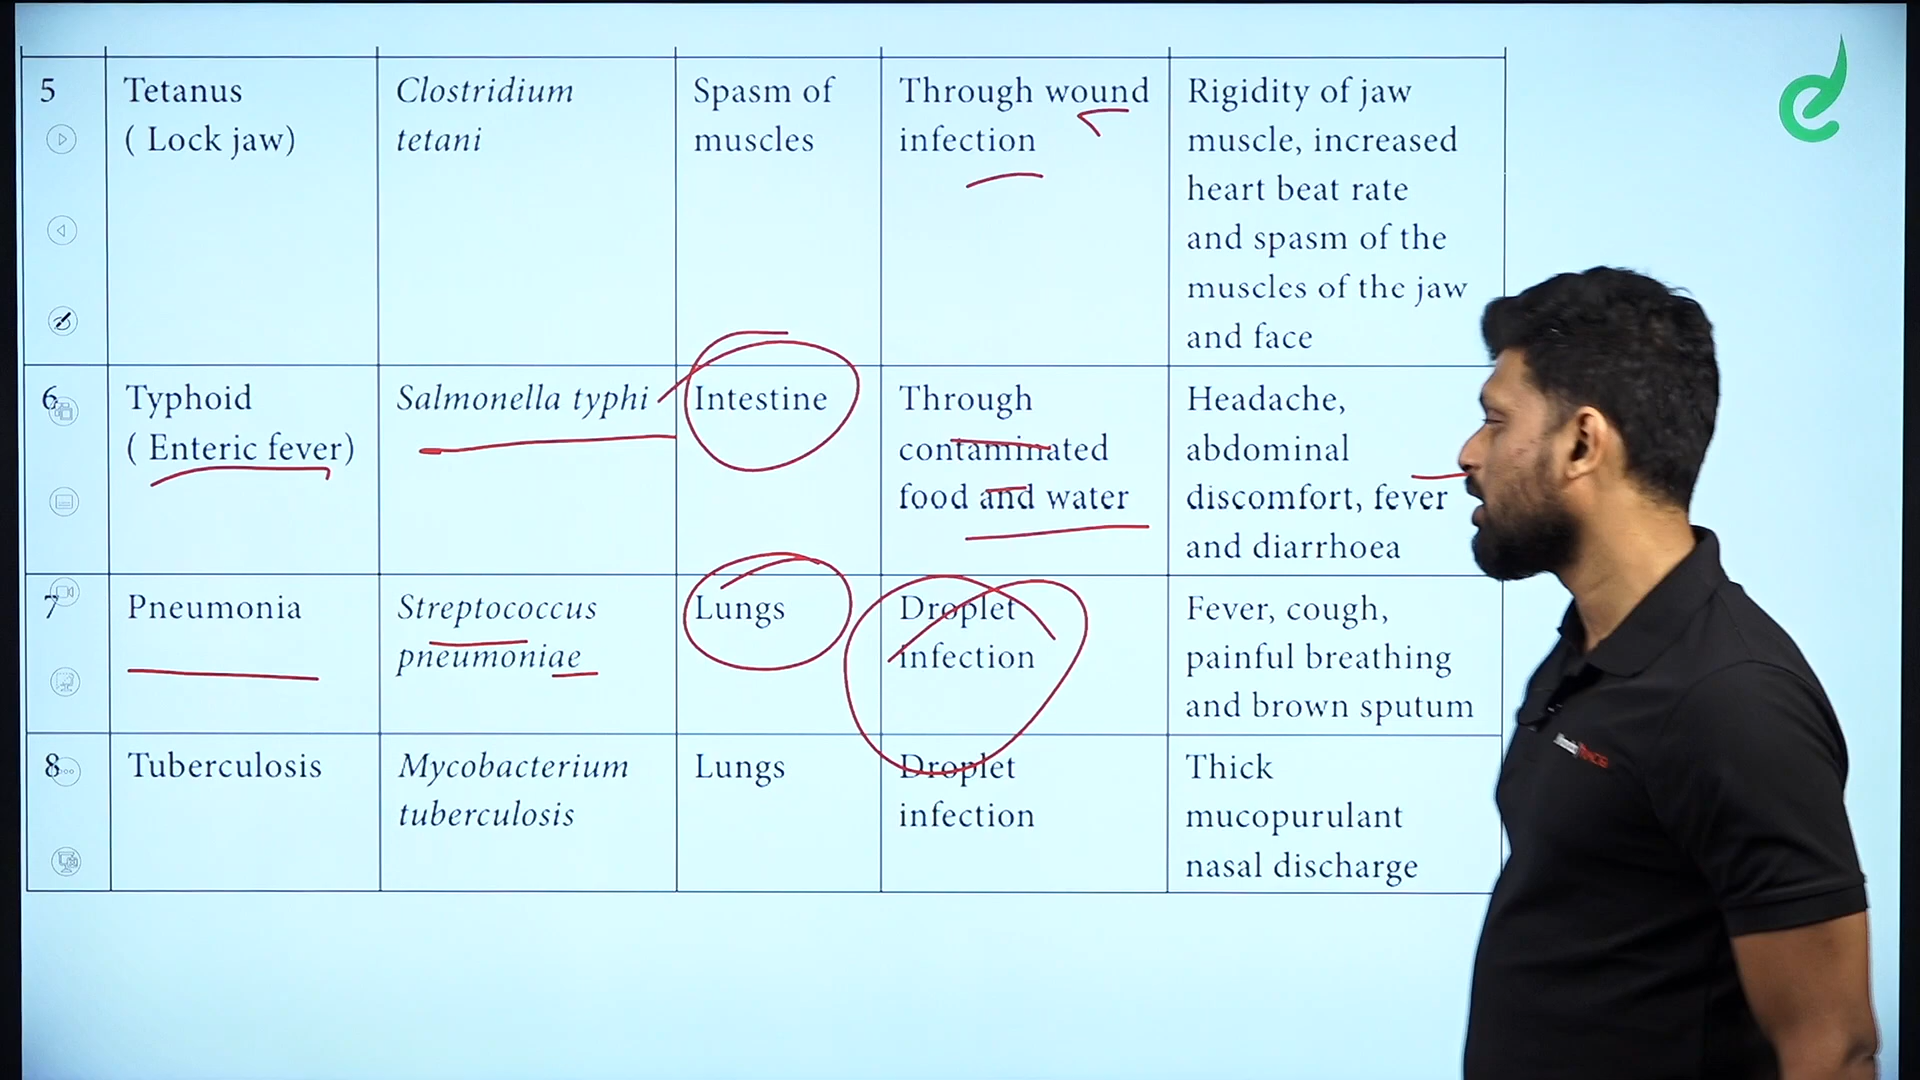 5
Tetanus
( Lock jaw)
Clostridium
tetani
Spasm of
muscles
Through wound
infection
Rigidity of jaw
muscle, increased
heart beat rate
and spasm of the
muscles of the jaw
and face
6
Typhoid
( Enteric fever)
Salmonella typhi
Intestine
Through
contaminated
food and water
Headache,
abdominal
discomfort, fever
and diarrhoea
7
Pneumonia
Streptococcus
pneumoniae
Lungs
Droplet
infection
Fever, cough,
painful breathing
and brown sputum
8
Tuberculosis
Mycobacterium
tuberculosis
Lungs
Droplet
infection
Thick
mucopurulant
nasal discharge